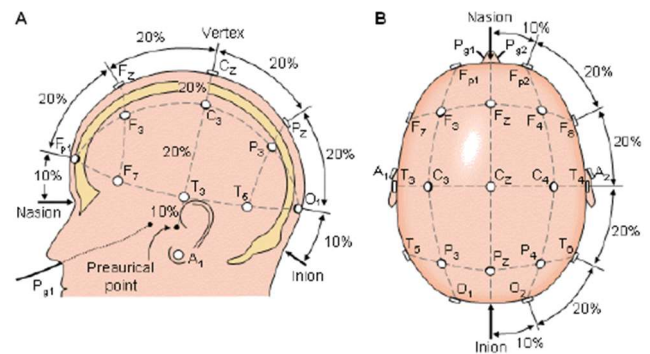 A
Vertex
20%
20%
Fz
Cz
20%
20%
20%
Fp1
F3
C3
Pz
P3
20%
20%
10%
F7
T3
T5
O1
Nasion
10%
10%
Preaurical
point
A1
Inion
Pg1
B
Nasion
10%
Pg1
Pg2
20%
Fp1
Fp2
F7
F3
Fz
F4
F8
20%
A1
T3
C3
Cz
C4
T4
A2
20%
T5
P3
Pz
P4
T6
O1
O2
20%
Inion
10%